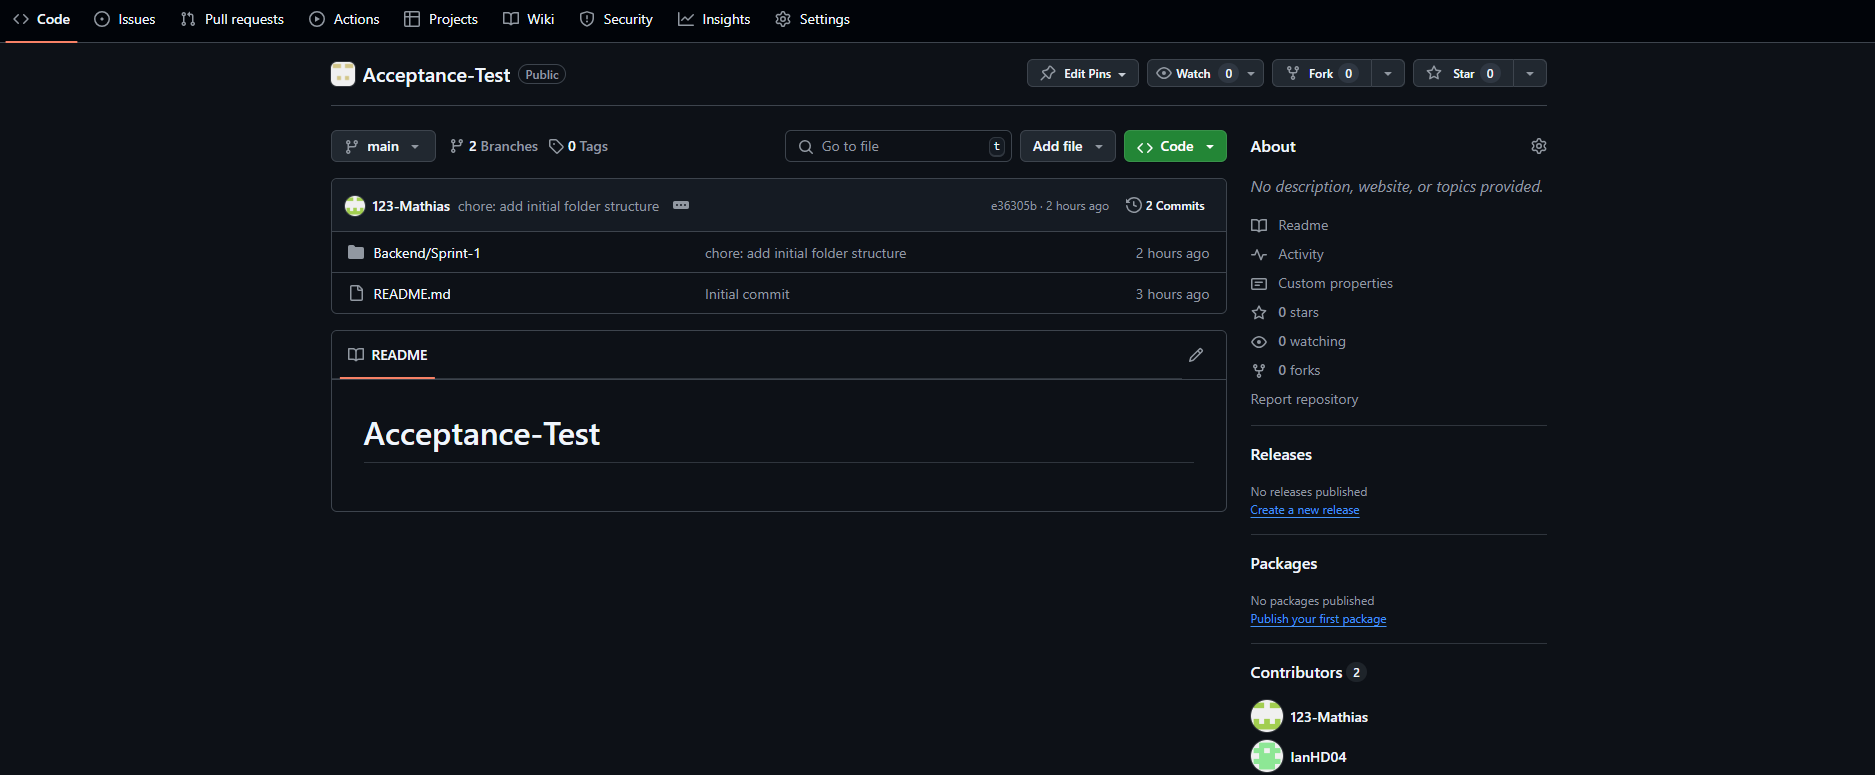 Code Issues Pull requests Actions Projects Wiki Security Insights Settings
Acceptance-Test Public Edit Pins Watch 0 Fork 0 Star 0
main 2 Branches 0 Tags Go to file t Add file Code
123-Mathias chore: add initial folder structure e36305b · 2 hours ago 2 Commits
Backend/Sprint-1 chore: add initial folder structure 2 hours ago
README.md Initial commit 3 hours ago
README
Acceptance-Test
About
No description, website, or topics provided.
Readme
Activity
Custom properties
0 stars
0 watching
0 forks
Report repository
Releases
No releases published
Create a new release
Packages
No packages published
Publish your first package
Contributors 2
123-Mathias
IanHD04